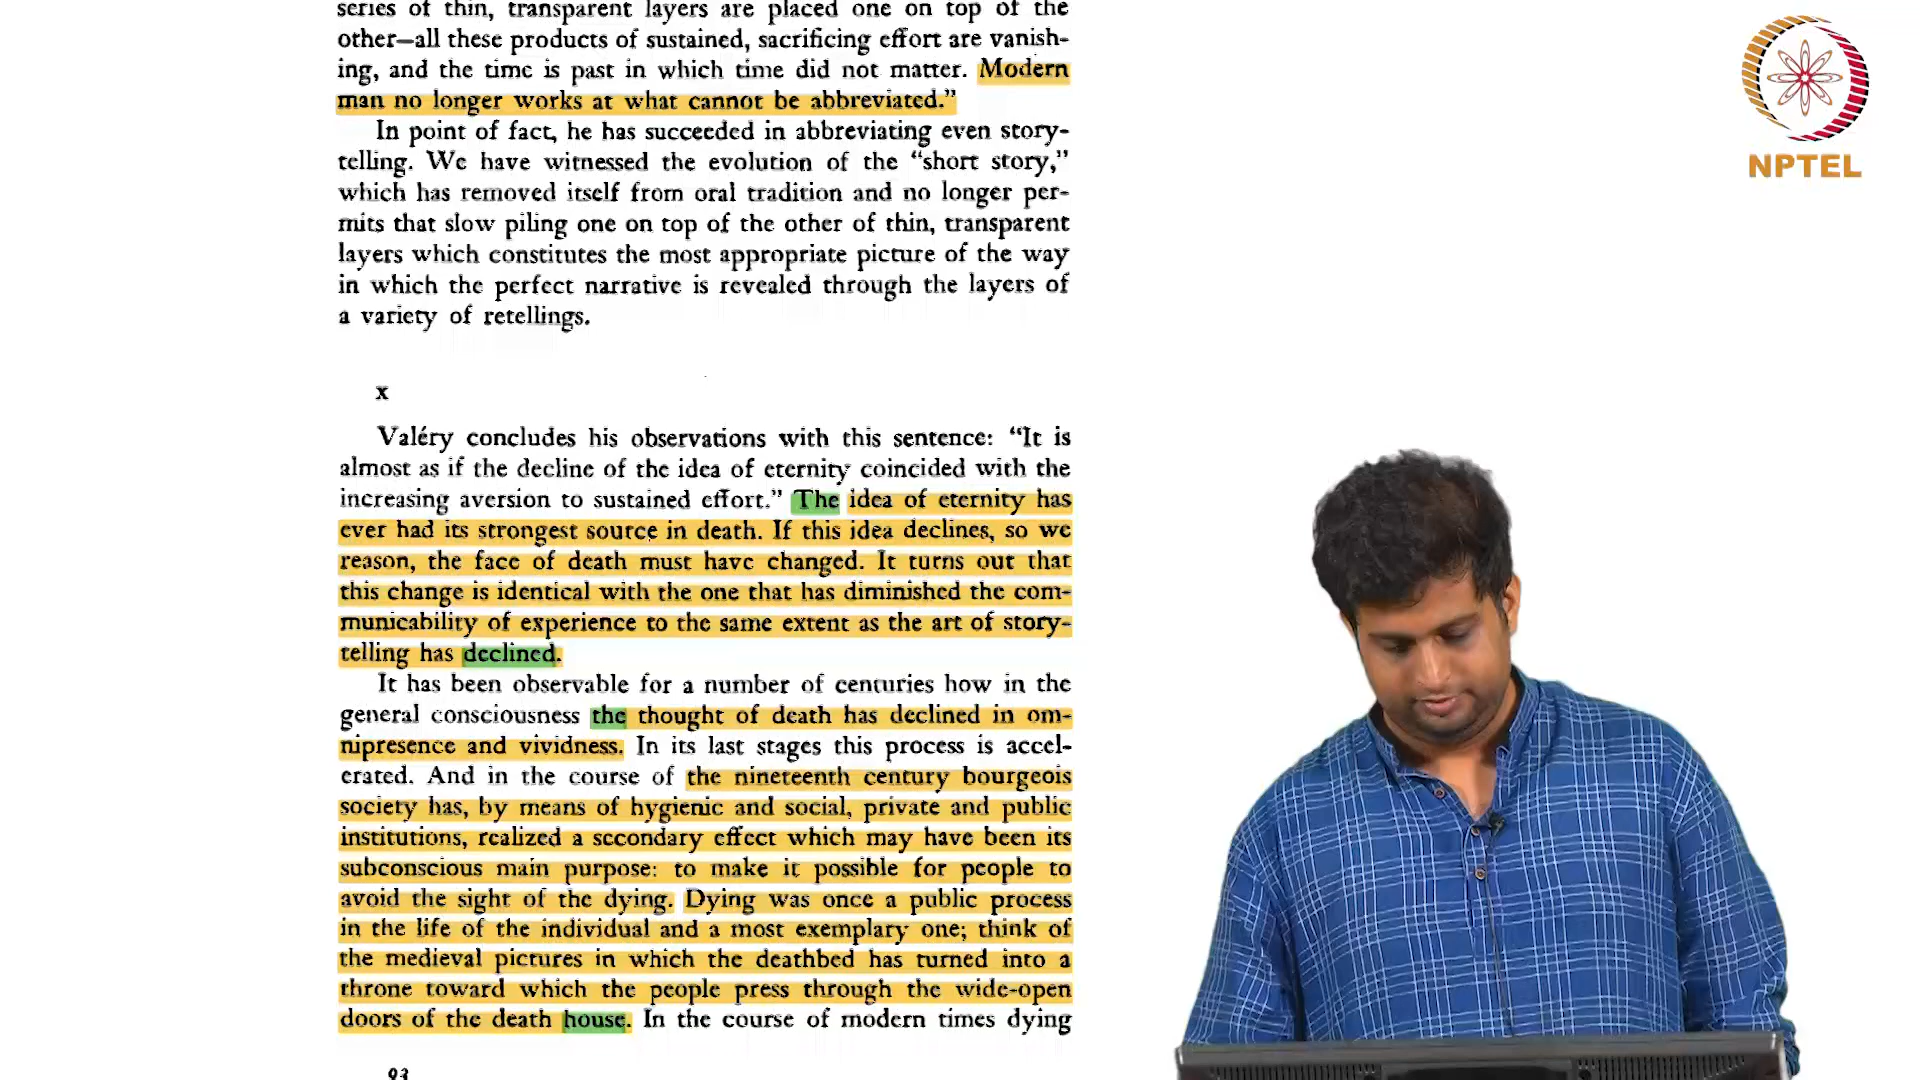 series of thin, transparent layers are placed one on top of the
other—all these products of sustained, sacrificing effort are vanish-
ing, and the time is past in which time did not matter. Modern
man no longer works at what cannot be abbreviated."
In point of fact, he has succeeded in abbreviating even story-
telling. We have witnessed the evolution of the "short story,"
which has removed itself from oral tradition and no longer per-
mits that slow piling one on top of the other of thin, transparent
layers which constitutes the most appropriate picture of the way
in which the perfect narrative is revealed through the layers of
a variety of retellings.
x
Valéry concludes his observations with this sentence: "It is
almost as if the decline of the idea of eternity coincided with the
increasing aversion to sustained effort." The idea of eternity has
ever had its strongest source in death. If this idea declines, so we
reason, the face of death must have changed. It turns out that
this change is identical with the one that has diminished the com-
municability of experience to the same extent as the art of story-
telling has declined.
It has been observable for a number of centuries how in the
general consciousness the thought of death has declined in om-
nipresence and vividness. In its last stages this process is accel-
erated. And in the course of the nineteenth century bourgeois
society has, by means of hygienic and social, private and public
institutions, realized a secondary effect which may have been its
subconscious main purpose: to make it possible for people to
avoid the sight of the dying. Dying was once a public process
in the life of the individual and a most exemplary one; think of
the medieval pictures in which the deathbed has turned into a
throne toward which the people press through the wide-open
doors of the death house. In the course of modern times dying
93
NPTEL